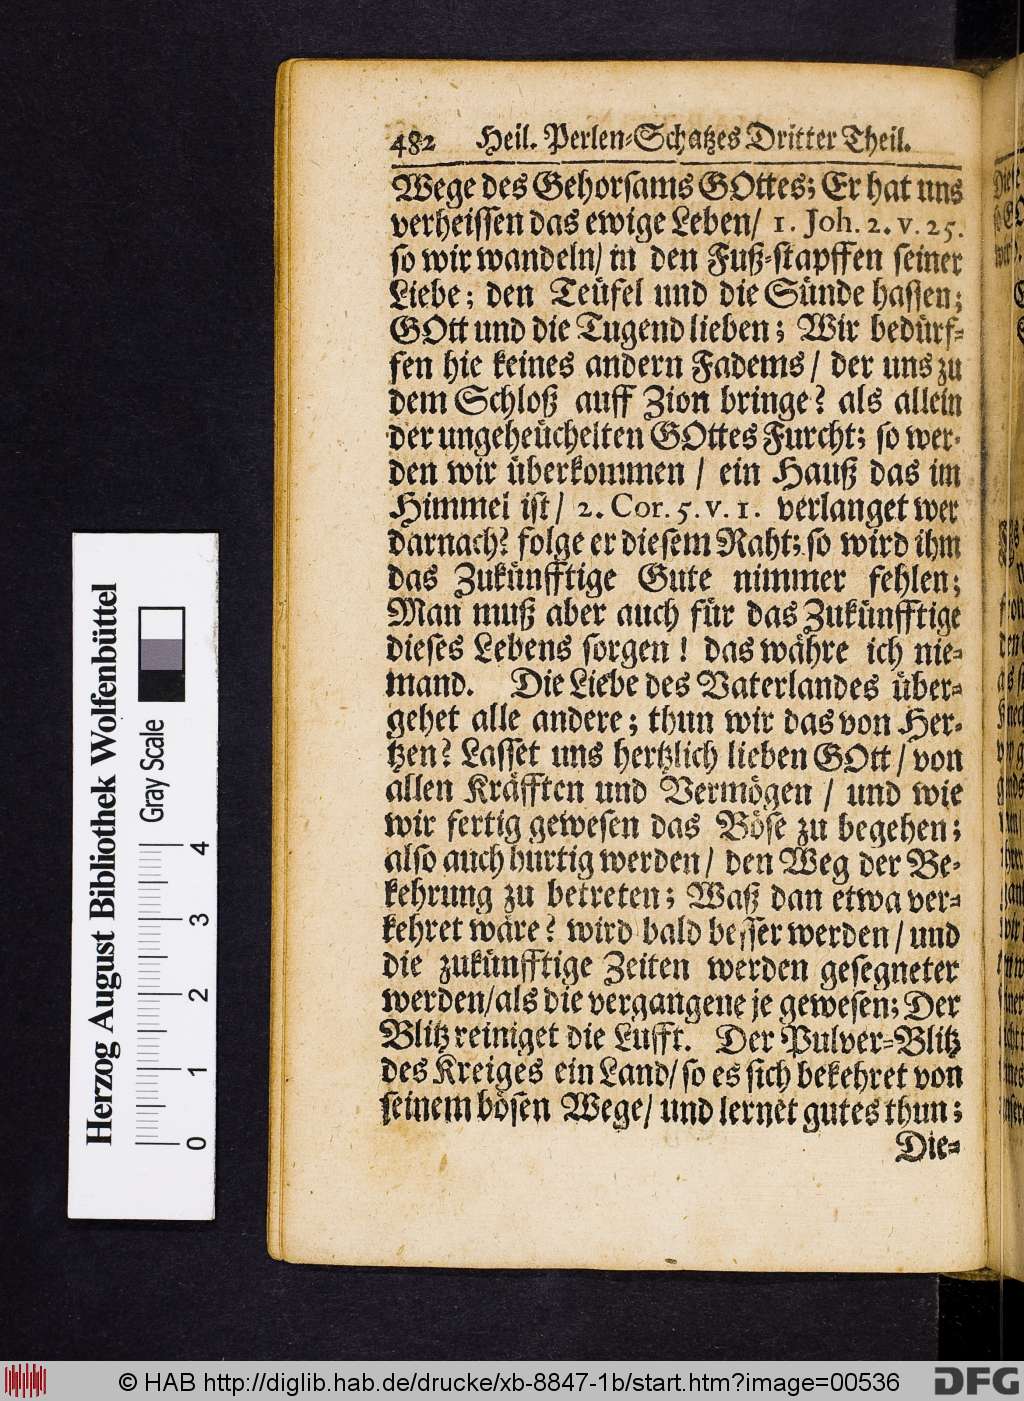 482 Heil. Perlen-Schatzes Dritter Theil.
Wege des Gehorsams GOttes; Er hat uns
verheissen das ewige Leben/ 1. Joh. 2. v. 25.
so wir wandeln/ in den Fuß-stapffen seiner
Liebe; den Teüfel und die Sünde hassen;
GOtt und die Tugend lieben; Wir bedürf-
fen hie keines andern Fadems / der uns zu
dem Schloß auff Zion bringe? als allein
der ungeheüchelten GOttes Furcht; so wer-
den wir überkommen / ein Hauß das im
Himmel ist/ 2. Cor. 5. v. 1. verlanget wer
darnach? folge er diesem Raht; so wird ihm
das Zukünfftige Gute nimmer fehlen;
Man muß aber auch für das Zukünfftige
dieses Lebens sorgen! das währe ich nie-
mand. Die Liebe des Vaterlandes über-
gehet alle andere; thun wir das von Her-
tzen? Lasset uns hertzlich lieben GOtt / von
allen Kräfften und Vermögen / und wie
wir fertig gewesen das Böse zu begehen;
also auch hurtig werden/ den Weg der Be-
kehrung zu betreten; Waß dan etwa ver-
kehret wäre? wird bald besser werden / und
die zukünfftige Zeiten werden gesegneter
werden/als die vergangene je gewesen; Der
Blitz reiniget die Lufft. Der Pulver-Blitz
des Kreiges ein Land/ so es sich bekehret von
seinem bösen Wege/ und lernet gutes thun;
Die-
Herzog August Bibliothek Wolfenbüttel
Gray Scale
0 1 2 3 4
© HAB http://diglib.hab.de/drucke/xb-8847-1b/start.htm?image=00536
DFG